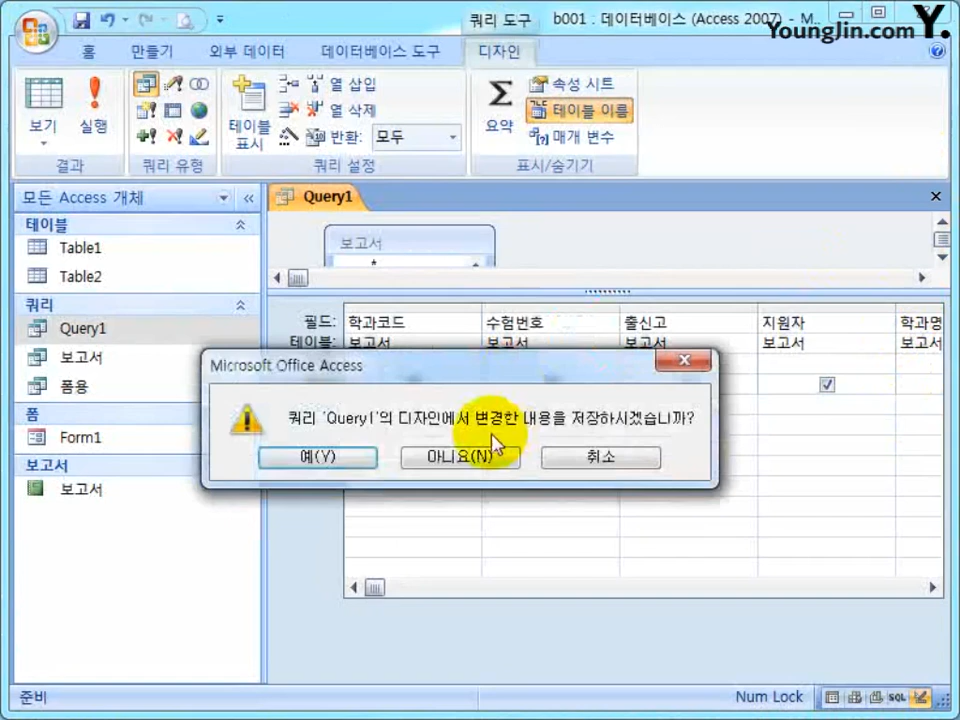 쿼리 도구
b001 : 데이터베이스 (Access 2007) - M..
YoungJin.com Y.
홈 만들기 외부 데이터 데이터베이스 도구 디자인
보기
실행
결과
쿼리 유형
테이블 표시
열 삽입
열 삭제
반환: 모두
쿼리 설정
요약
속성 시트
테이블 이름
매개 변수
표시/숨기기
모든 Access 개체
테이블
Table1
Table2
쿼리
Query1
보고서
폼용
폼
Form1
보고서
보고서
Query1
보고서
*
필드: 학과코드 수험번호 출신고 지원자 학과명
테이블: 보고서 보고서 보고서 보고서 보고서
Microsoft Office Access
쿼리 'Query1'의 디자인에서 변경한 내용을 저장하시겠습니까?
예(Y) 아니요(N) 취소
준비
Num Lock
SQL